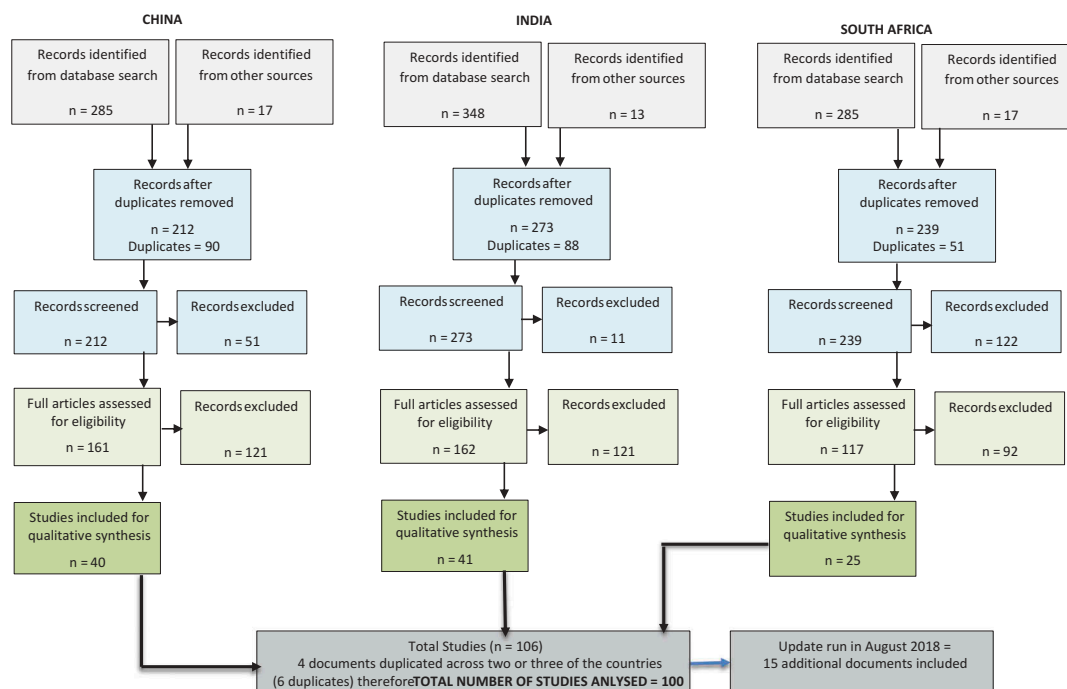 CHINA
Records identified
from database search
n = 285
Records identified
from other sources
n = 17
Records after
duplicates removed
n = 212
Duplicates = 90
Records screened
n = 212
Records excluded
n = 51
Full articles assessed
for eligibility
n = 161
Records excluded
n = 121
Studies included for
qualitative synthesis
n = 40
INDIA
Records identified
from database search
n = 348
Records identified
from other sources
n = 13
Records after
duplicates removed
n = 273
Duplicates = 88
Records screened
n = 273
Records excluded
n = 11
Full articles assessed
for eligibility
n = 162
Records excluded
n = 121
Studies included for
qualitative synthesis
n = 41
SOUTH AFRICA
Records identified
from database search
n = 285
Records identified
from other sources
n = 17
Records after
duplicates removed
n = 239
Duplicates = 51
Records screened
n = 239
Records excluded
n = 122
Full articles assessed
for eligibility
n = 117
Records excluded
n = 92
Studies included for
qualitative synthesis
n = 25
Total Studies (n = 106)
4 documents duplicated across two or three of the countries
(6 duplicates) therefore TOTAL NUMBER OF STUDIES ANLYSED = 100
Update run in August 2018 =
15 additional documents included